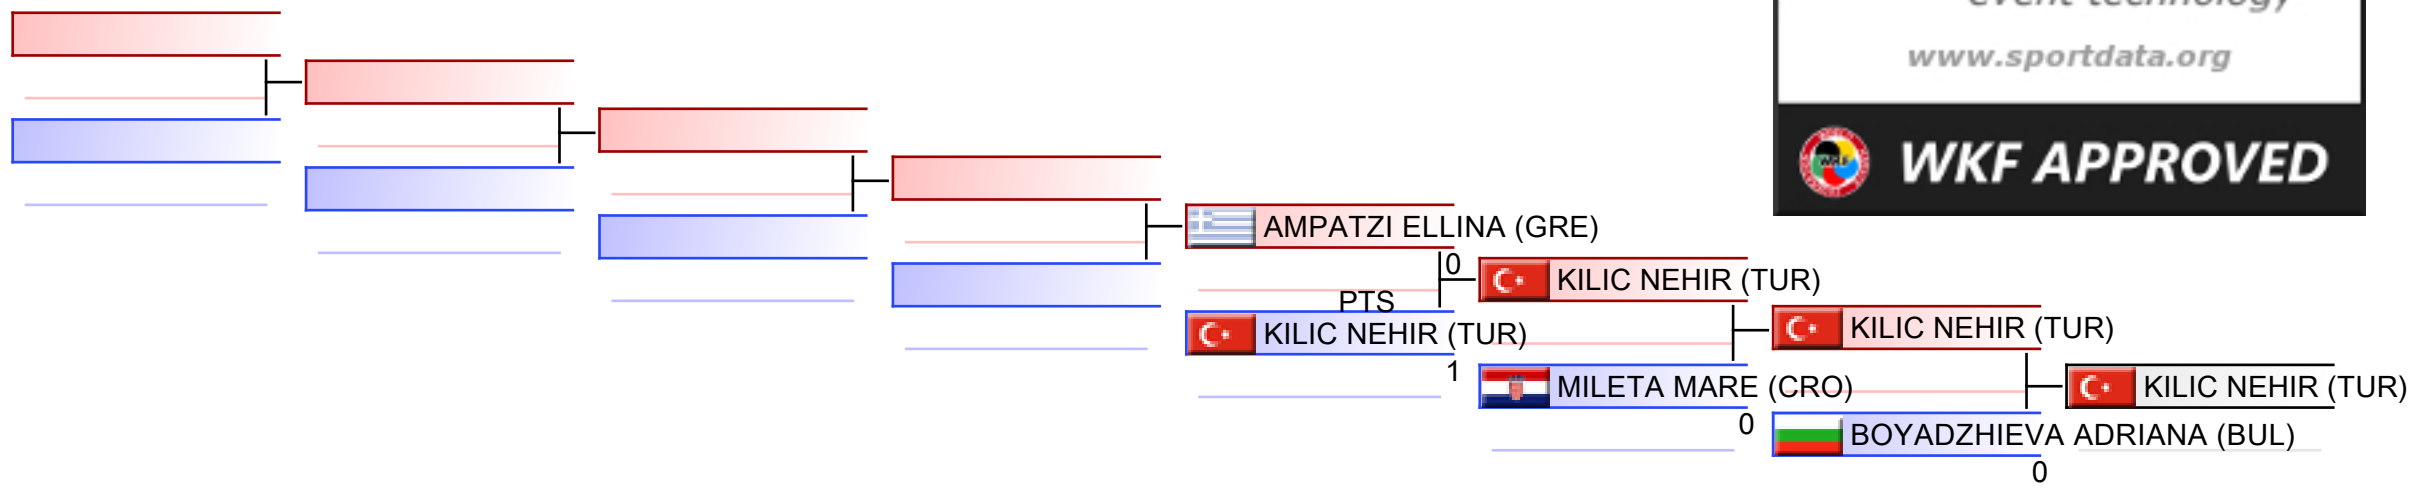 event technology
www.sportdata.org
WKF APPROVED
AMPATZI ELLINA (GRE)
0
KILIC NEHIR (TUR)
PTS
KILIC NEHIR (TUR)
KILIC NEHIR (TUR)
1
MILETA MARE (CRO)
KILIC NEHIR (TUR)
0
BOYADZHIEVA ADRIANA (BUL)
0